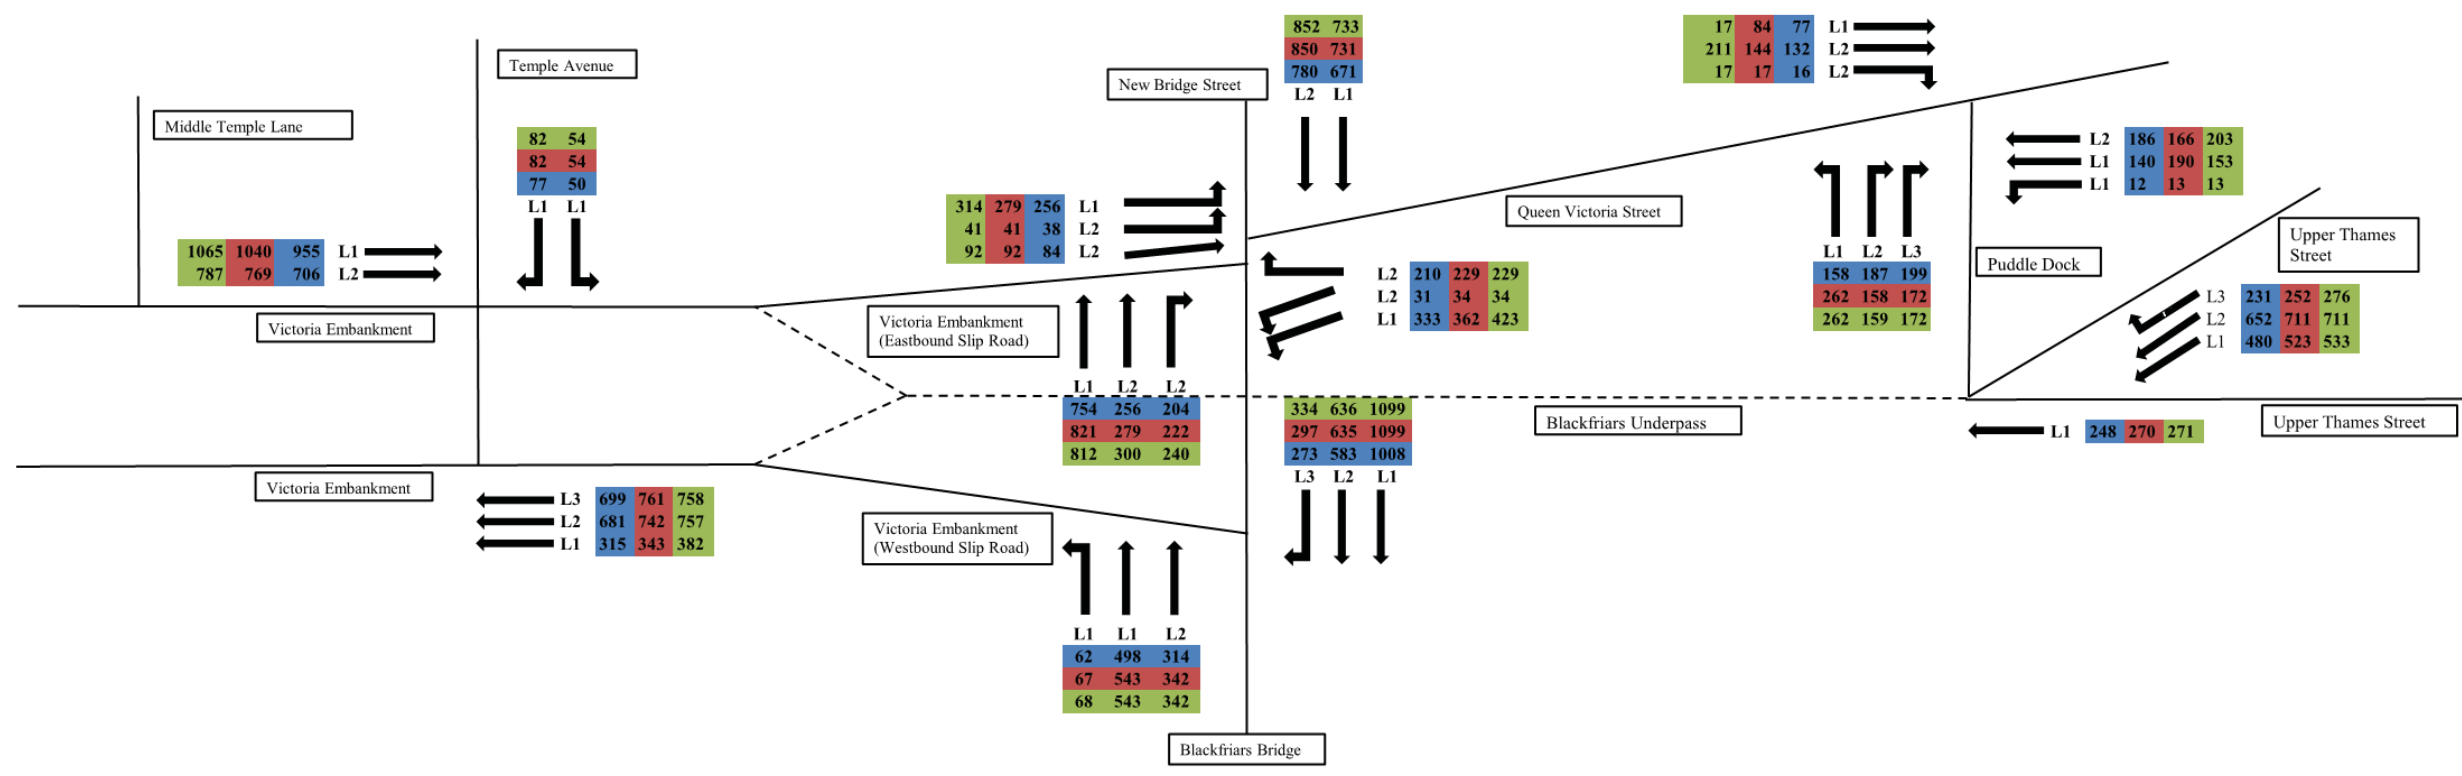 852 733
850 731
780 671
L2 L1
17 84 77 L1
211 144 132 L2
17 17 16 L2
Temple Avenue
New Bridge Street
Middle Temple Lane
82 54
82 54
77 50
L1 L1
L2 186 166 203
L1 140 190 153
L1 12 13 13
314 279 256 L1
41 41 38 L2
92 92 84 L2
Queen Victoria Street
1065 1040 955 L1
787 769 706 L2
Upper Thames
Street
L1 L2 L3
158 187 199
262 158 172
262 159 172
Puddle Dock
L2 210 229 229
L2 31 34 34
L1 333 362 423
L3 231 252 276
L2 652 711 711
L1 480 523 533
Victoria Embankment
Victoria Embankment
(Eastbound Slip Road)
L1 L2 L2
754 256 204
821 279 222
812 300 240
334 636 1099
297 635 1099
273 583 1008
L3 L2 L1
Blackfriars Underpass
Upper Thames Street
L1 248 270 271
Victoria Embankment
L3 699 761 758
L2 681 742 757
L1 315 343 382
Victoria Embankment
(Westbound Slip Road)
L1 L1 L2
62 498 314
67 543 342
68 543 342
Blackfriars Bridge